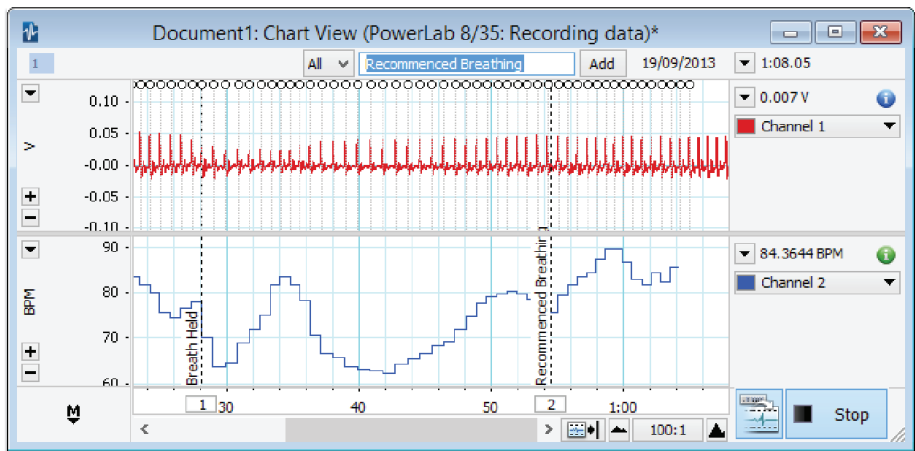 Document1: Chart View (PowerLab 8/35: Recording data)*
1 All Recommenced Breathing Add 19/09/2013 1:08.05
0.10
0.05
-0.00
-0.05
-0.10
V
0.007 V
Channel 1
90
80
70
60
BPM
Breath Held
Recommenced Breathing
84.3644 BPM
Channel 2
M
1 30 40 50 2 1:00
100:1
Stop